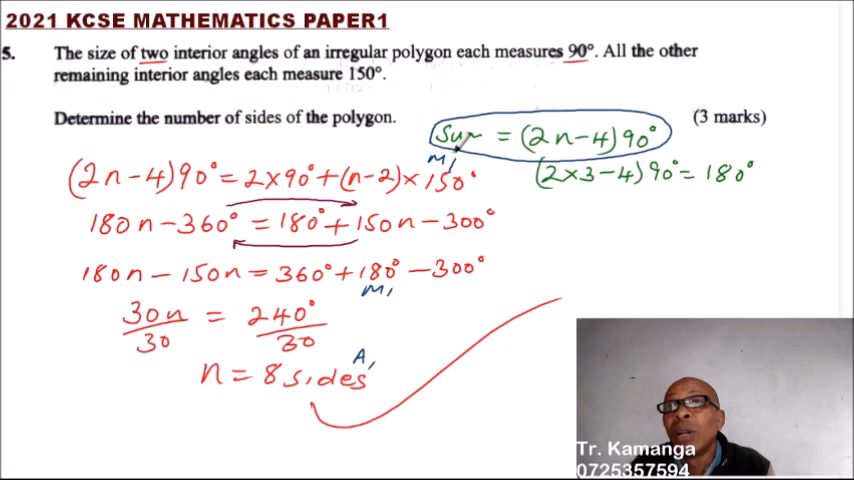 2021 KCSE MATHEMATICS PAPER1
5. The size of two interior angles of an irregular polygon each measures 90°. All the other
remaining interior angles each measure 150°.
Determine the number of sides of the polygon.
(3 marks)
Sum = (2n-4)90°
(2×3-4)90° = 180°
(2n-4)90° = 2×90° + (n-2)×150°
M1
180n - 360° = 180° + 150n - 300°
180n - 150n = 360° + 180° - 300°
M1
30n/30 = 240°/30
n = 8 sides
A1
Tr. Kamanga
0725357594